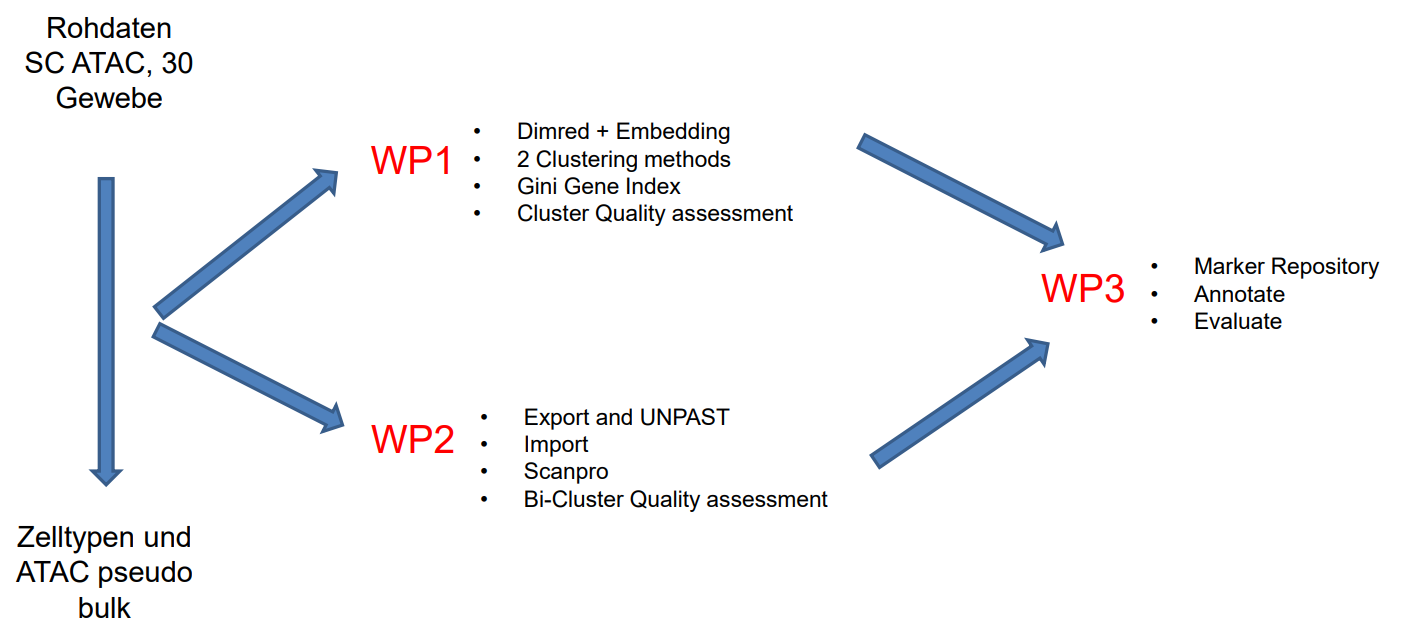 Rohdaten
SC ATAC, 30
Gewebe
WP1
• Dimred + Embedding
• 2 Clustering methods
• Gini Gene Index
• Cluster Quality assessment
WP2
• Export and UNPAST
• Import
• Scanpro
• Bi-Cluster Quality assessment
WP3
• Marker Repository
• Annotate
• Evaluate
Zelltypen und
ATAC pseudo
bulk